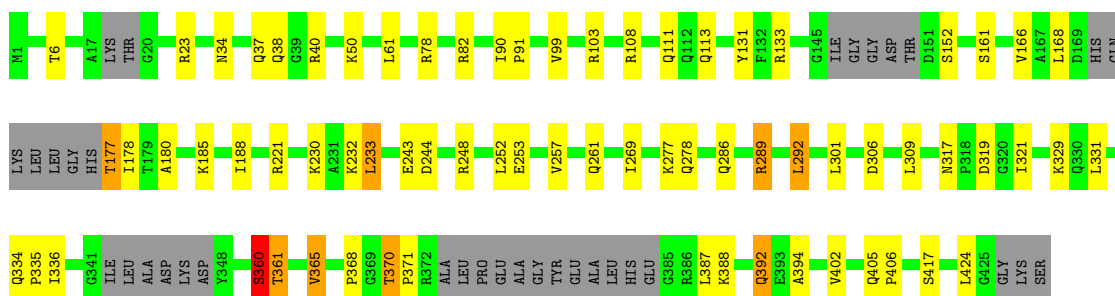 M1 T6 A17 LYS THR G20 R23 N34 Q37 Q38 G39 R40 K50 L61 R78 R82 I90 P91 V99 R103 R108 Q111 Q112 Q113 Y131 F132 R133 G145 ILE GLY GLY ASP THR D151 S152 S161 V166 A167 L168 D169 HIS GLN
LYS LEU LEU GLY HIS T177 I178 T179 A180 K185 I188 R221 K230 A231 K232 L233 E243 D244 R248 L252 E253 V257 Q261 I269 K277 Q278 Q286 R289 L292 L301 D306 L309 N317 P318 D319 G320 I321 K329 Q330 L331
Q334 P335 I336 G341 ILE LEU ALA ASP LYS ASP Y348 S360 T361 V365 P368 G369 T370 P371 R372 ALA LEU PRO GLU ALA GLY TYR GLU ALA LEU HIS GLU G385 R386 L387 K388 Q392 E393 A394 V402 Q405 P406 S417 L424 G425 GLY LYS SER